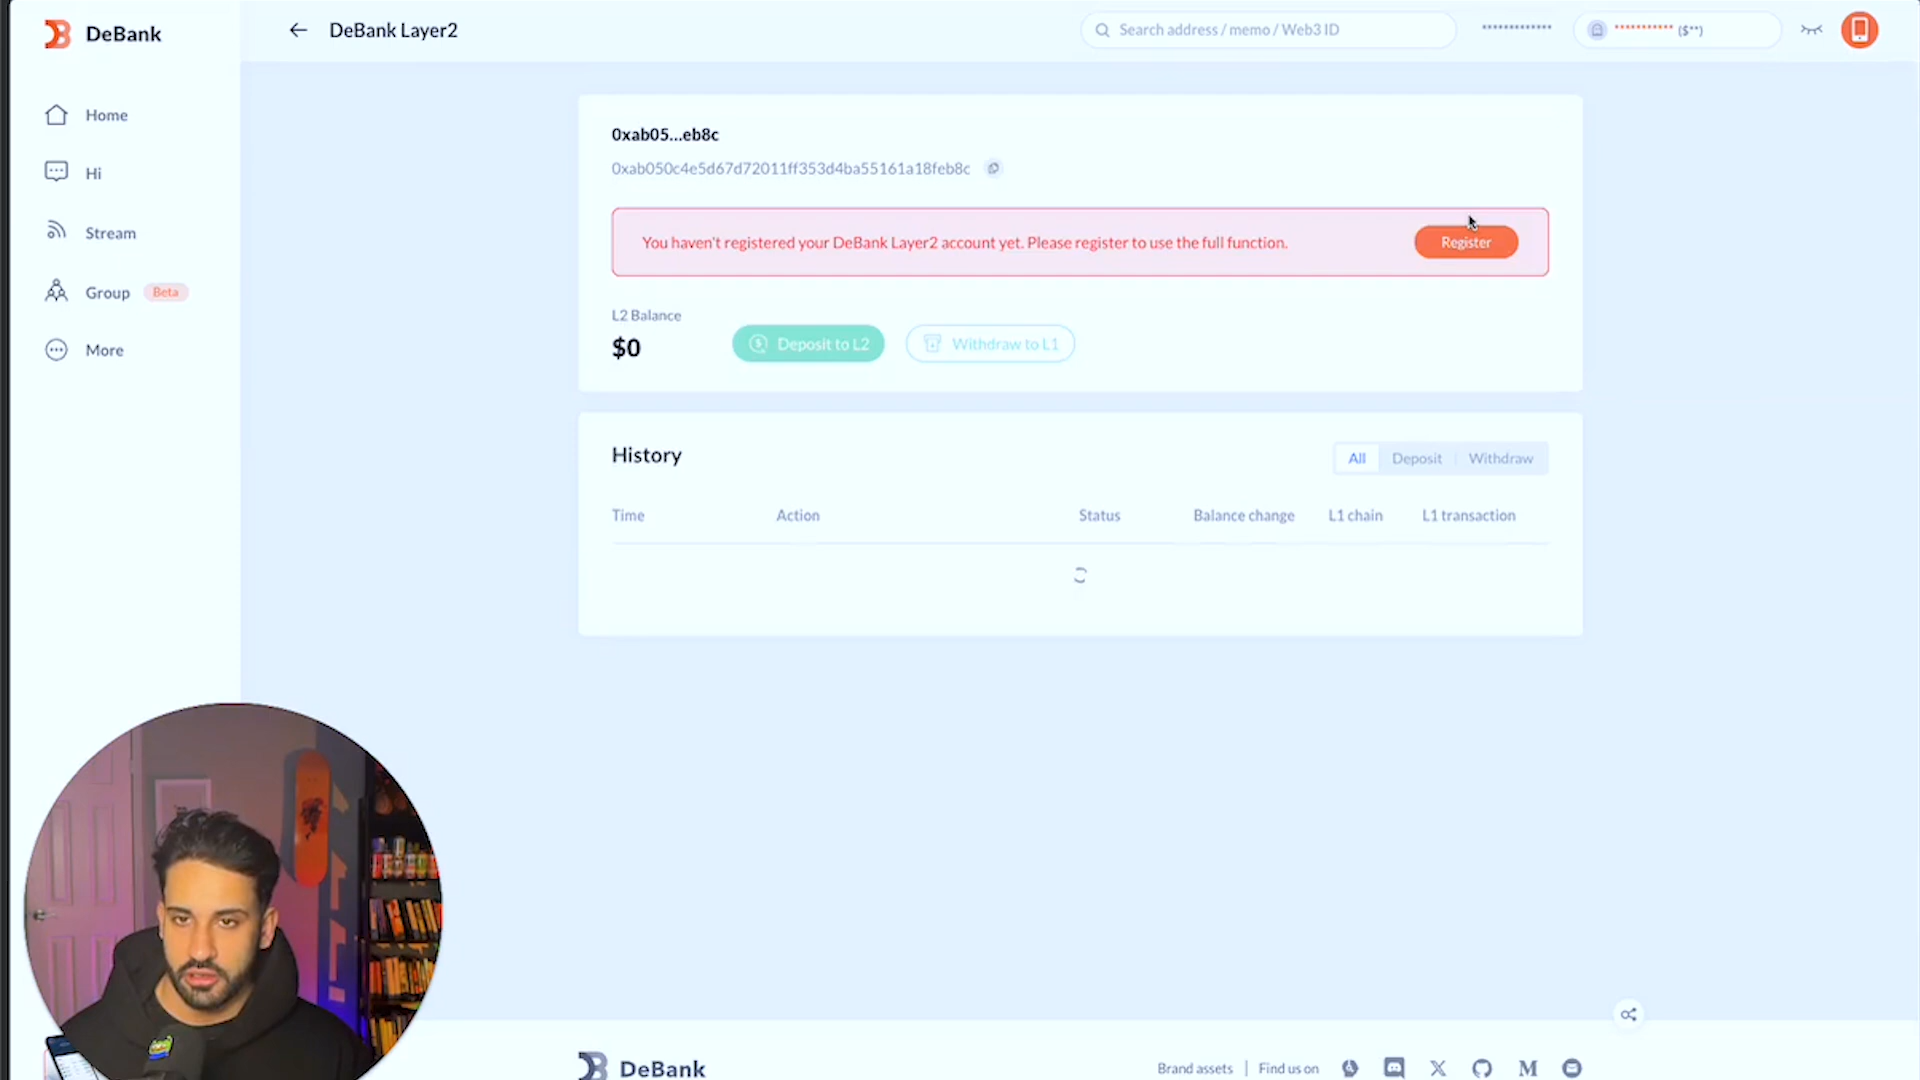 DeBank
DeBank Layer2
Search address / memo / Web3 ID
************* *********** ($**)
Home
Hi
Stream
Group Beta
More
0xab05...eb8c
0xab050c4e5d67d72011ff353d4ba55161a18feb8c
You haven't registered your DeBank Layer2 account yet. Please register to use the full function.
Register
L2 Balance
$0
Deposit to L2
Withdraw to L1
History
All Deposit Withdraw
Time Action Status Balance change L1 chain L1 transaction
DeBank
Brand assets | Find us on